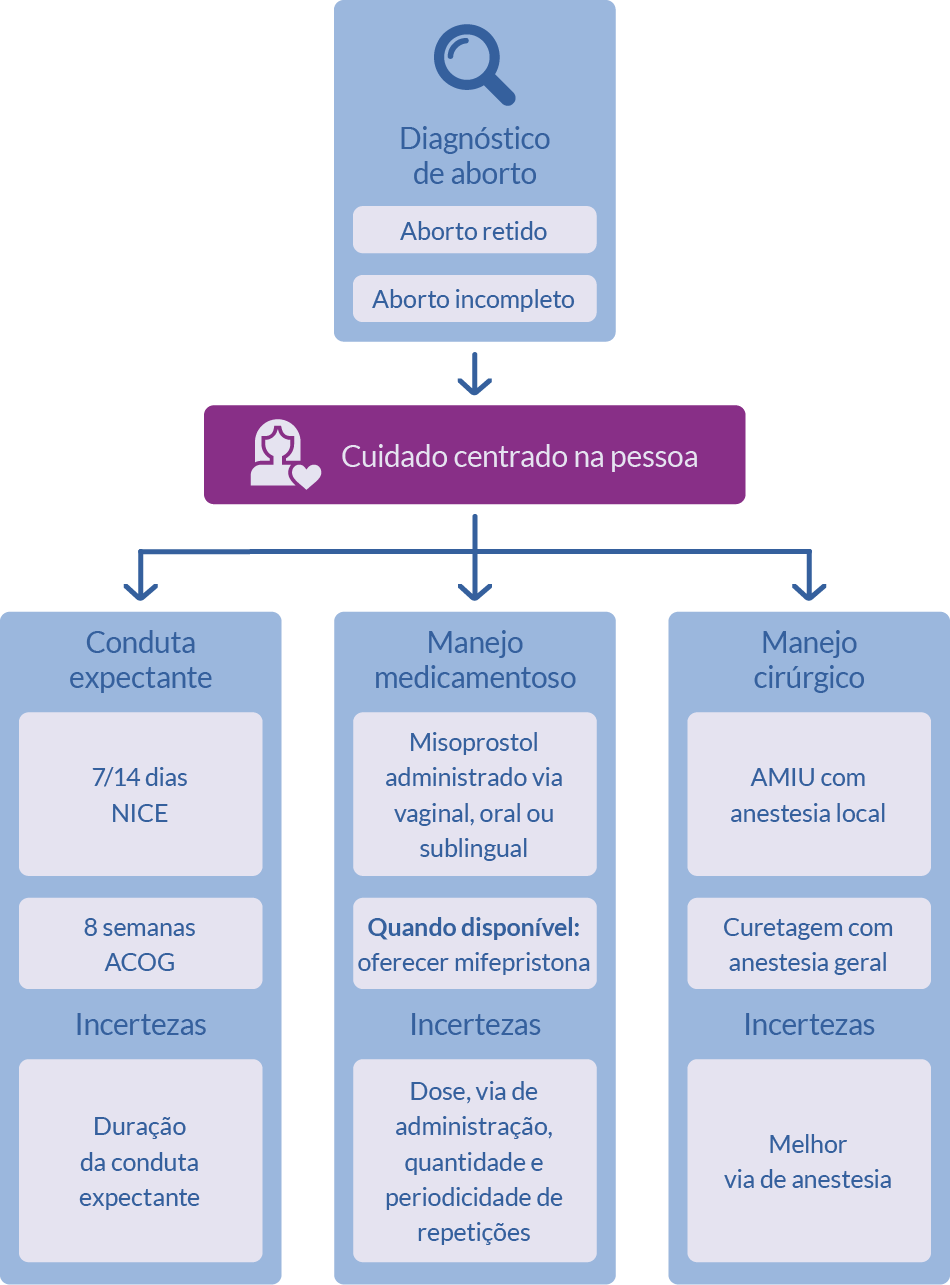 Diagnóstico
de aborto
Aborto retido
Aborto incompleto
Cuidado centrado na pessoa
Conduta
expectante
7/14 dias
NICE
8 semanas
ACOG
Incertezas
Duração
da conduta
expectante
Manejo
medicamentoso
Misoprostol
administrado via
vaginal, oral ou
sublingual
Quando disponível:
oferecer mifepristona
Incertezas
Dose, via de
administração,
quantidade e
periodicidade de
repetições
Manejo
cirúrgico
AMIU com
anestesia local
Curetagem com
anestesia geral
Incertezas
Melhor
via de anestesia